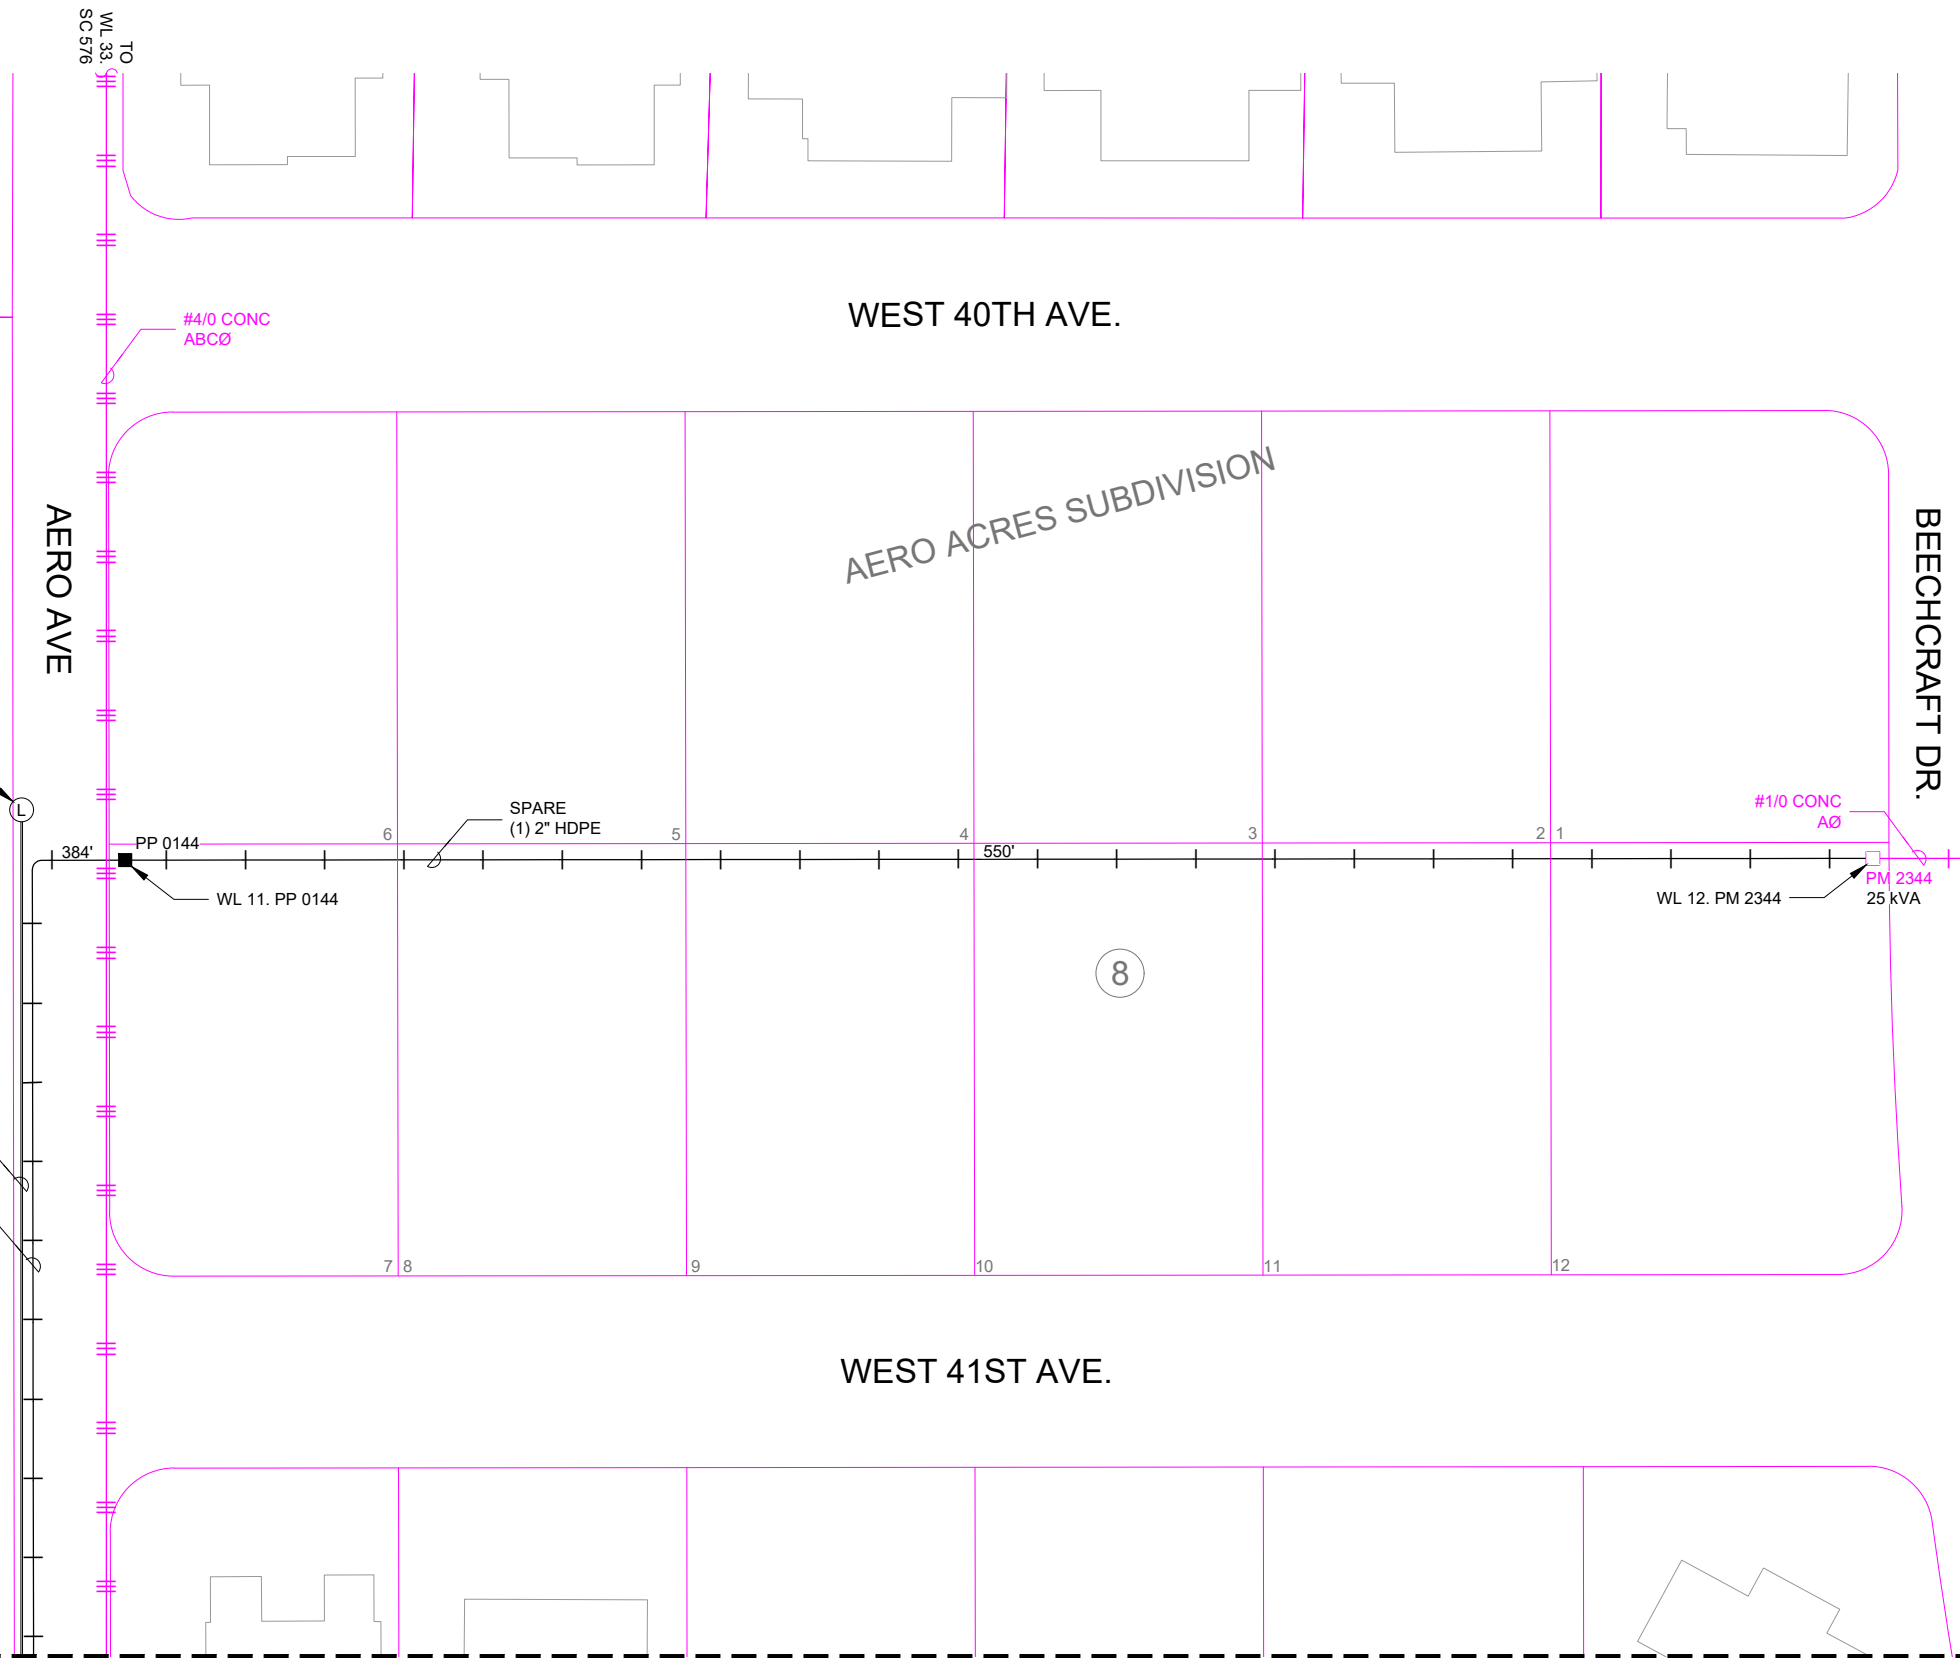 TO
WL 33.
SC 576
#4/0 CONC
ABCØ
WEST 40TH AVE.
AERO ACRES SUBDIVISION
AERO AVE
BEECHCRAFT DR.
L
SPARE
(1) 2" HDPE
#1/0 CONC
AØ
6
5
4
3
2
1
384'
PP 0144
550'
WL 11. PP 0144
WL 12. PM 2344
PM 2344
25 kVA
8
7
8
9
10
11
12
WEST 41ST AVE.